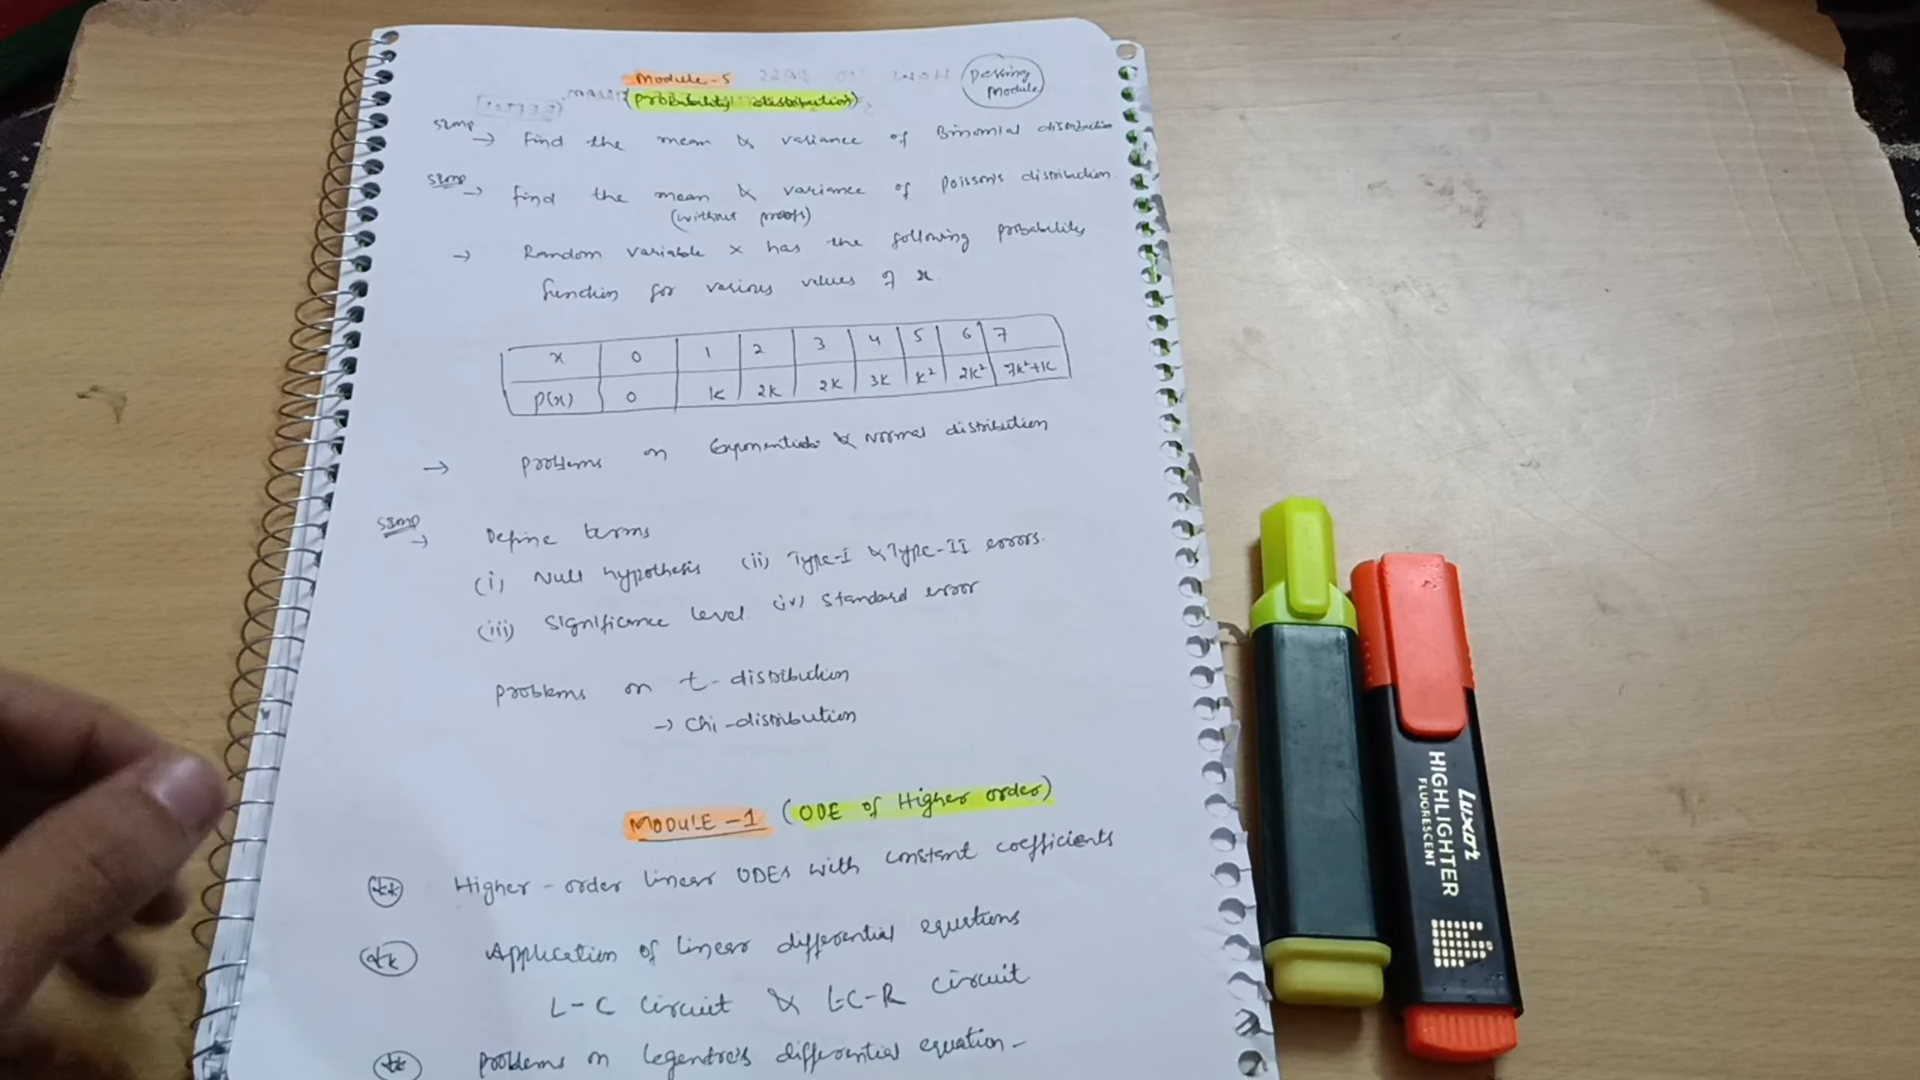 Module-5
Passing Module
(Probability distribution)
SIMP → Find the mean & variance of Binomial distribution
SIMP → find the mean & variance of poisson's distribution
(without proofs)
→ Random variable x has the following probability
function for various values of x.
x 0 1 2 3 4 5 6 7
P(x) 0 k 2k 2k 3k k² 2k² 7k²+k
→ problems on Exponential & Normal distribution
SIMP → Define terms
(i) Null hypothesis (ii) Type-I & Type-II errors.
(iii) Significance level. (iv) Standard error
problems on t-distribution
→ Chi-distribution
MODULE-1 (ODE of Higher order)
** Higher-order linear ODEs with constant coefficients
** Application of linear differential equations
L-C circuit & L-C-R circuit
** problems on legendre's differential equation-
Luxor
HIGHLIGHTER
FLUORESCENT